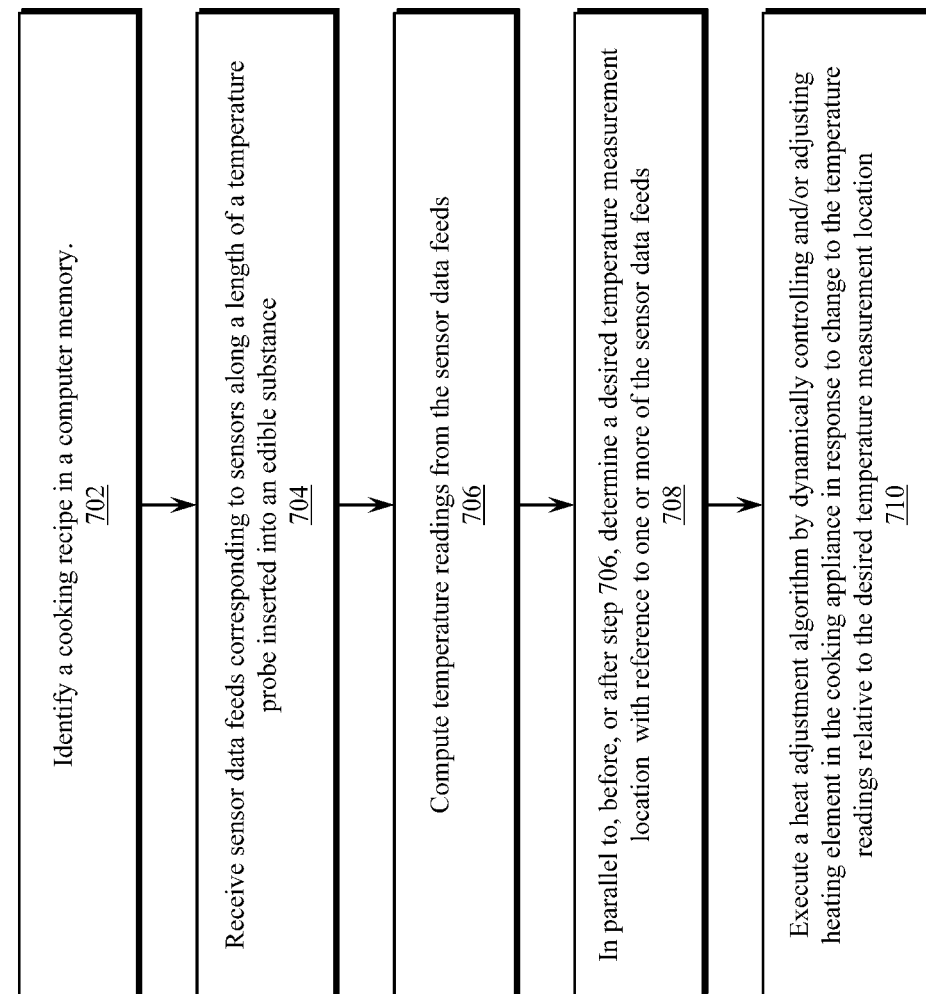 Identify a cooking recipe in a computer memory.
702
Receive sensor data feeds corresponding to sensors along a length of a temperature
probe inserted into an edible substance
704
Compute temperature readings from the sensor data feeds
706
In parallel to, before, or after step 706, determine a desired temperature measurement
location with reference to one or more of the sensor data feeds
708
Execute a heat adjustment algorithm by dynamically controlling and/or adjusting
heating element in the cooking appliance in response to change to the temperature
readings relative to the desired temperature measurement location
710